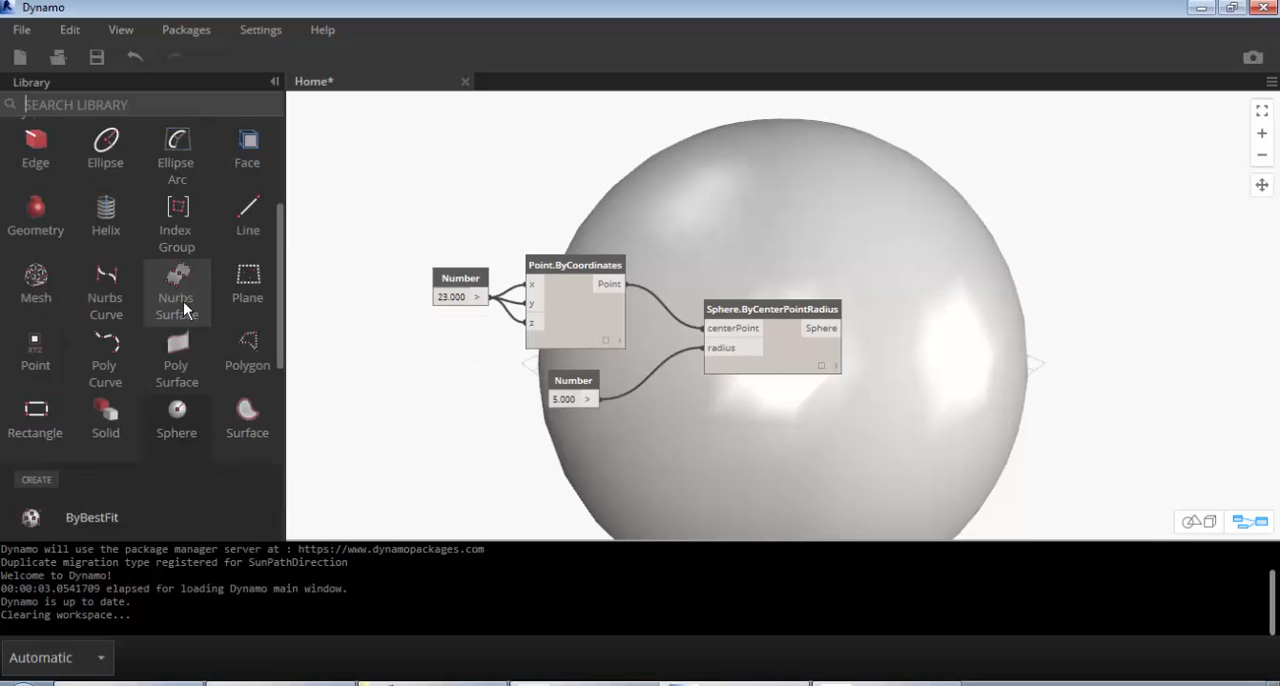 Dynamo
File Edit View Packages Settings Help
Library
Home*
SEARCH LIBRARY
Edge Ellipse Ellipse Face
Arc
Geometry Helix Index Line
Group
Mesh Nurbs Nurbs Plane
Curve Surface
Point Poly Poly Polygon
Curve Surface
XYZ
Rectangle Solid Sphere Surface
CREATE
ByBestFit
Number
23.000 >
Point.ByCoordinates
x Point
y
z
Number
5.000 >
Sphere.ByCenterPointRadius
centerPoint Sphere
radius
Dynamo will use the package manager server at : https://www.dynamopackages.com
Duplicate migration type registered for SunPathDirection
Welcome to Dynamo!
00:00:03.0541709 elapsed for loading Dynamo main window.
Dynamo is up to date.
Clearing workspace...
Automatic